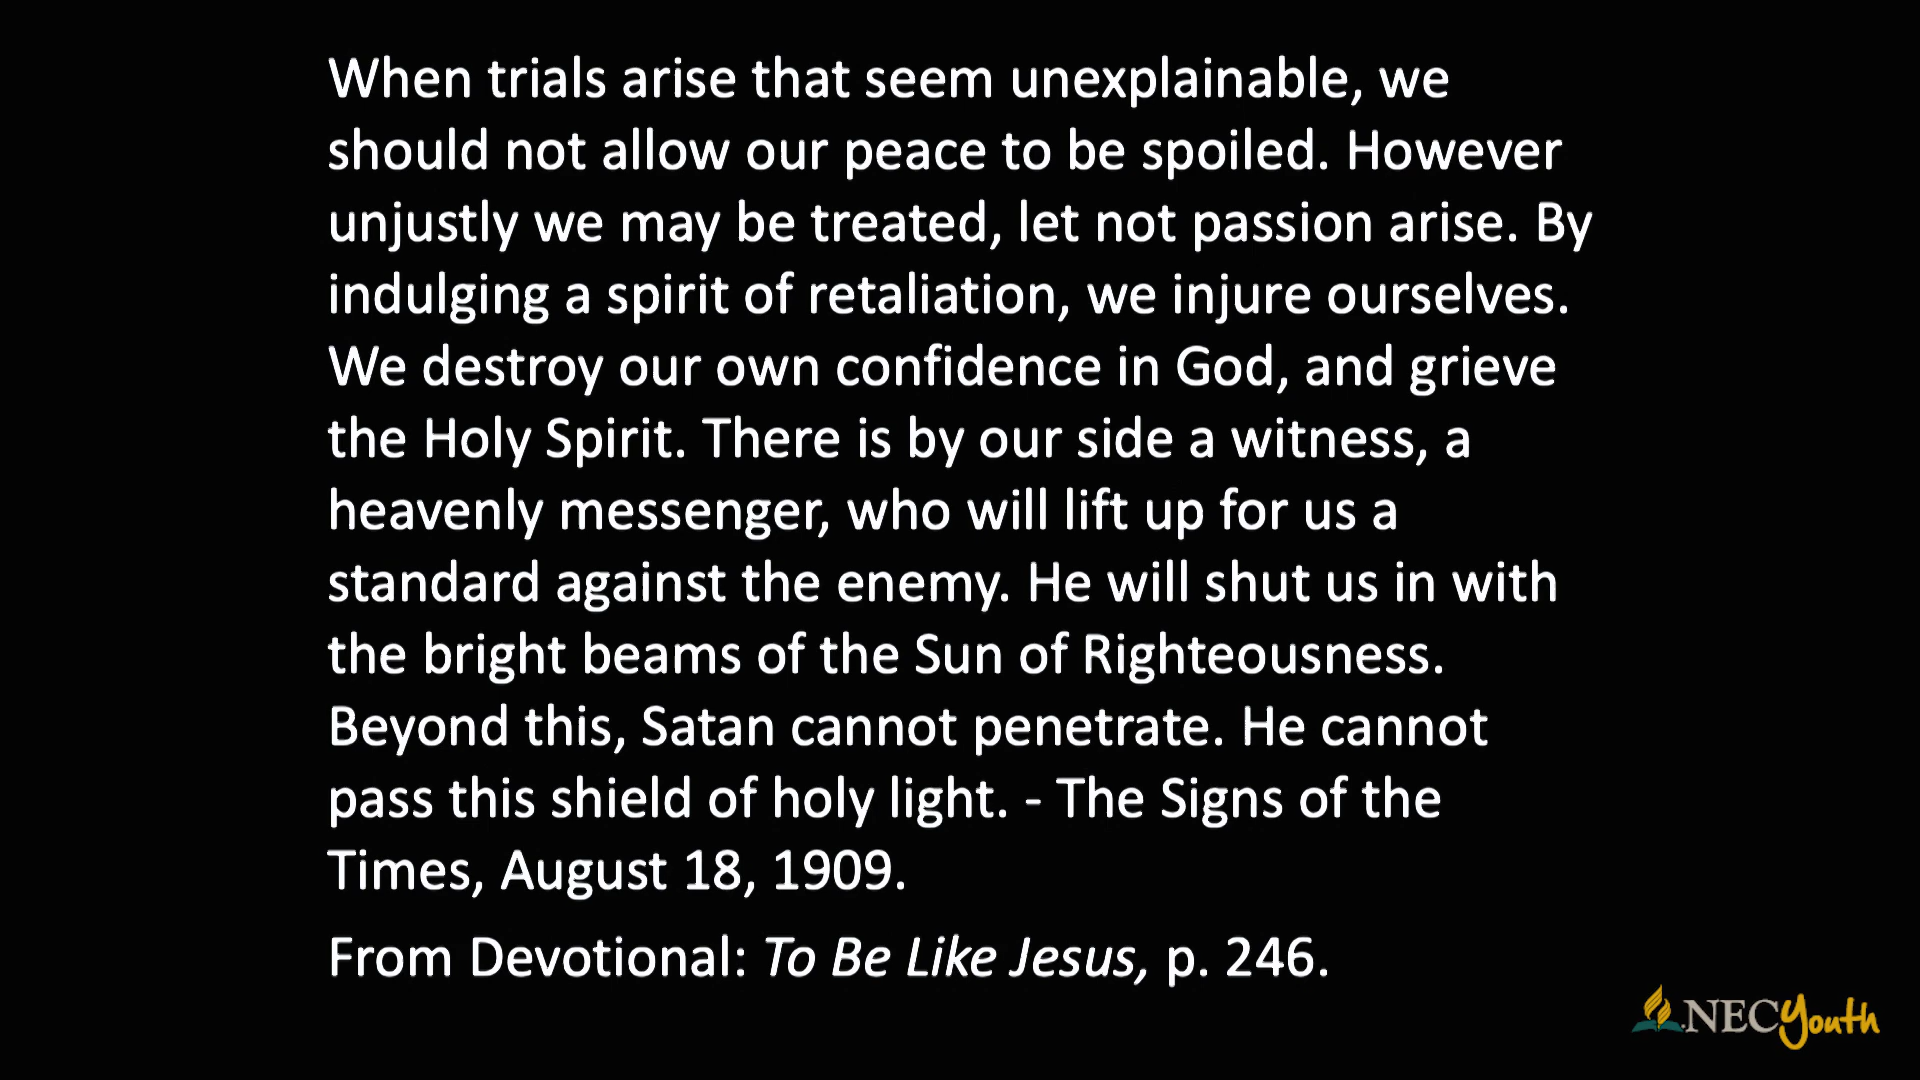 When trials arise that seem unexplainable, we
should not allow our peace to be spoiled. However
unjustly we may be treated, let not passion arise. By
indulging a spirit of retaliation, we injure ourselves.
We destroy our own confidence in God, and grieve
the Holy Spirit. There is by our side a witness, a
heavenly messenger, who will lift up for us a
standard against the enemy. He will shut us in with
the bright beams of the Sun of Righteousness.
Beyond this, Satan cannot penetrate. He cannot
pass this shield of holy light. - The Signs of the
Times, August 18, 1909.
From Devotional: To Be Like Jesus, p. 246.
NECYouth